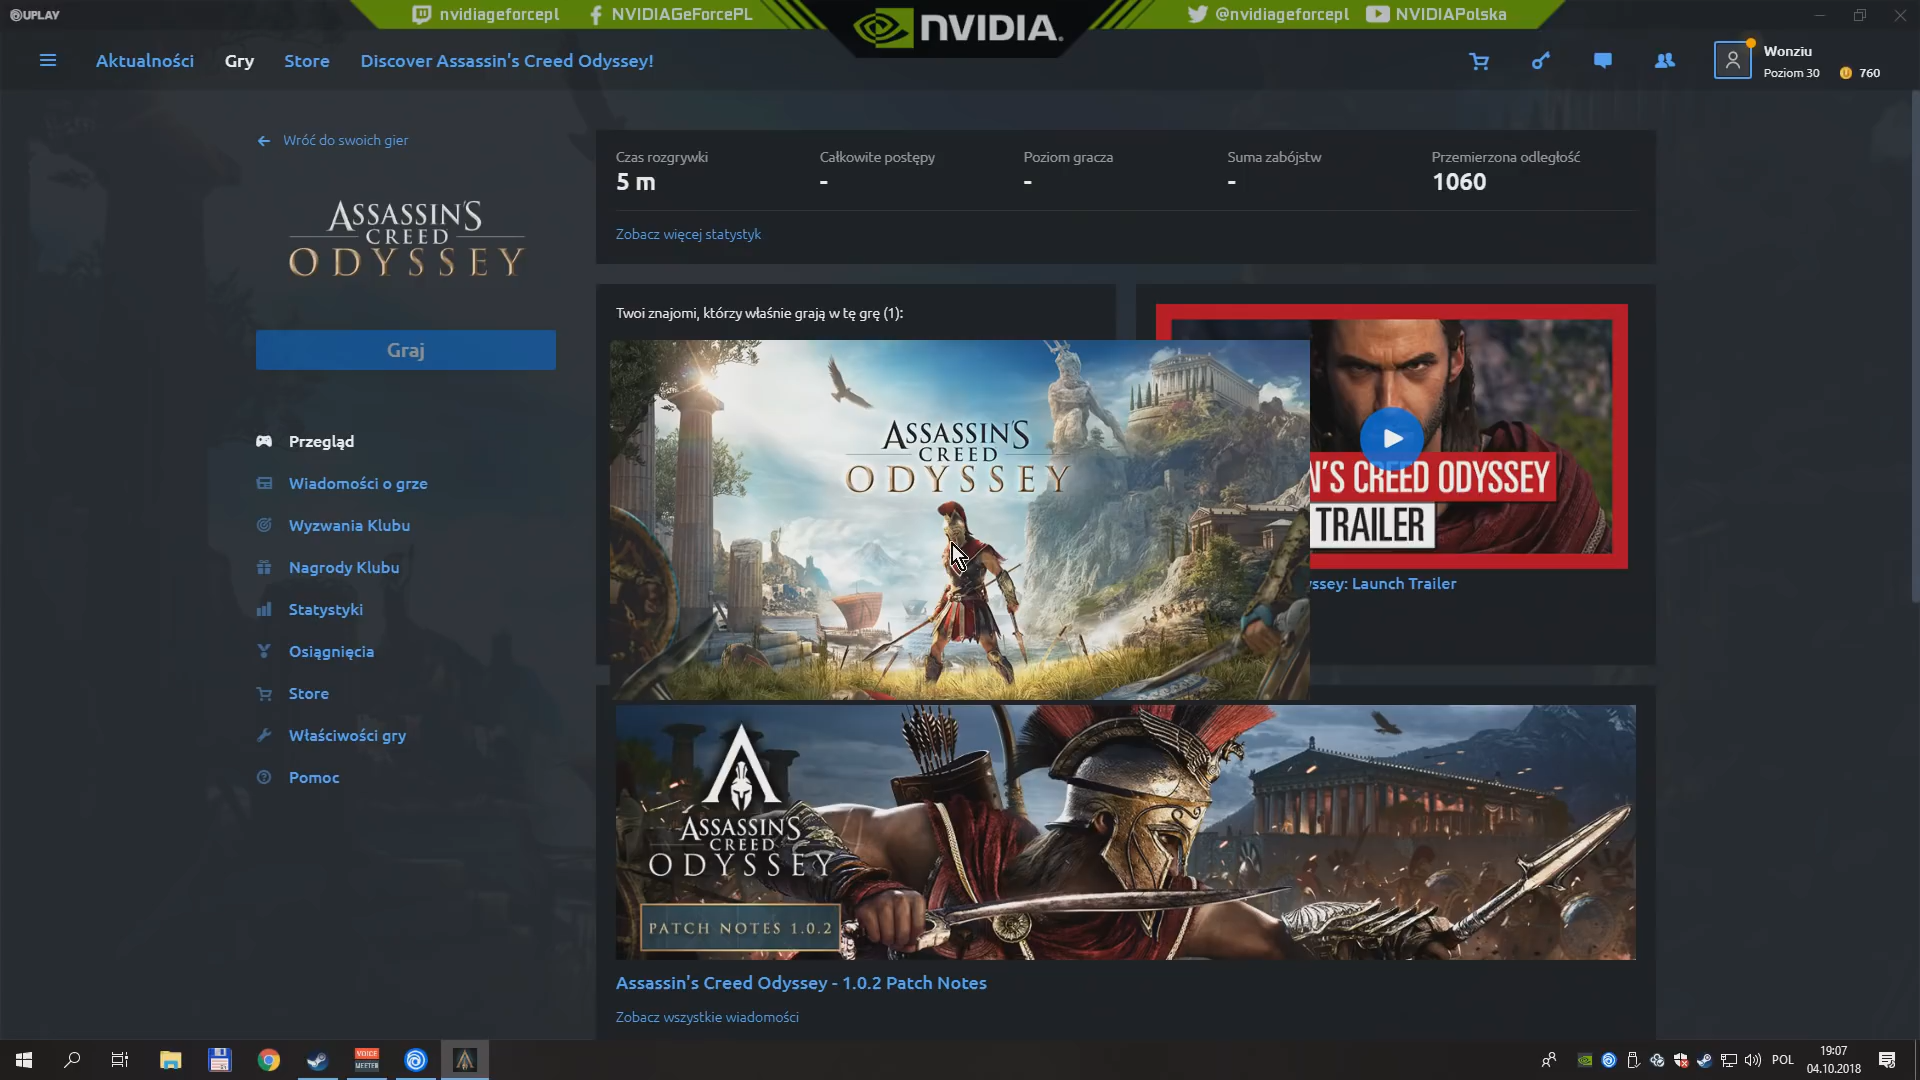 UPLAY
nvidiageforcepl
NVIDIAGeForcePL
NVIDIA.
@nvidiageforcepl
NVIDIAPolska
Aktualności
Gry
Store
Discover Assassin's Creed Odyssey!
Wonziu
Poziom 30
760
Wróć do swoich gier
ASSASSIN'S
CREED
ODYSSEY
Graj
Przegląd
Wiadomości o grze
Wyzwania Klubu
Nagrody Klubu
Statystyki
Osiągnięcia
Store
Właściwości gry
Pomoc
Czas rozgrywki
5 m
Całkowite postępy
-
Poziom gracza
-
Suma zabójstw
-
Przemierzona odległość
1060
Zobacz więcej statystyk
Twoi znajomi, którzy właśnie grają w tę grę (1):
ASSASSIN'S
CREED
ODYSSEY
N'S CREED ODYSSEY
TRAILER
ssey: Launch Trailer
ASSASSIN'S
CREED
ODYSSEY
PATCH NOTES 1.0.2
Assassin's Creed Odyssey - 1.0.2 Patch Notes
Zobacz wszystkie wiadomości
VOICE
MEETER
POL
19:07
04.10.2018